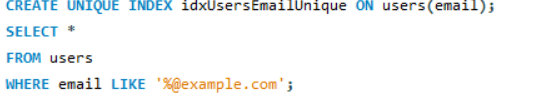 CREATE UNIQUE INDEX idxUsersEmailUnique ON users(email);
SELECT *
FROM users
WHERE email LIKE '%@example.com';